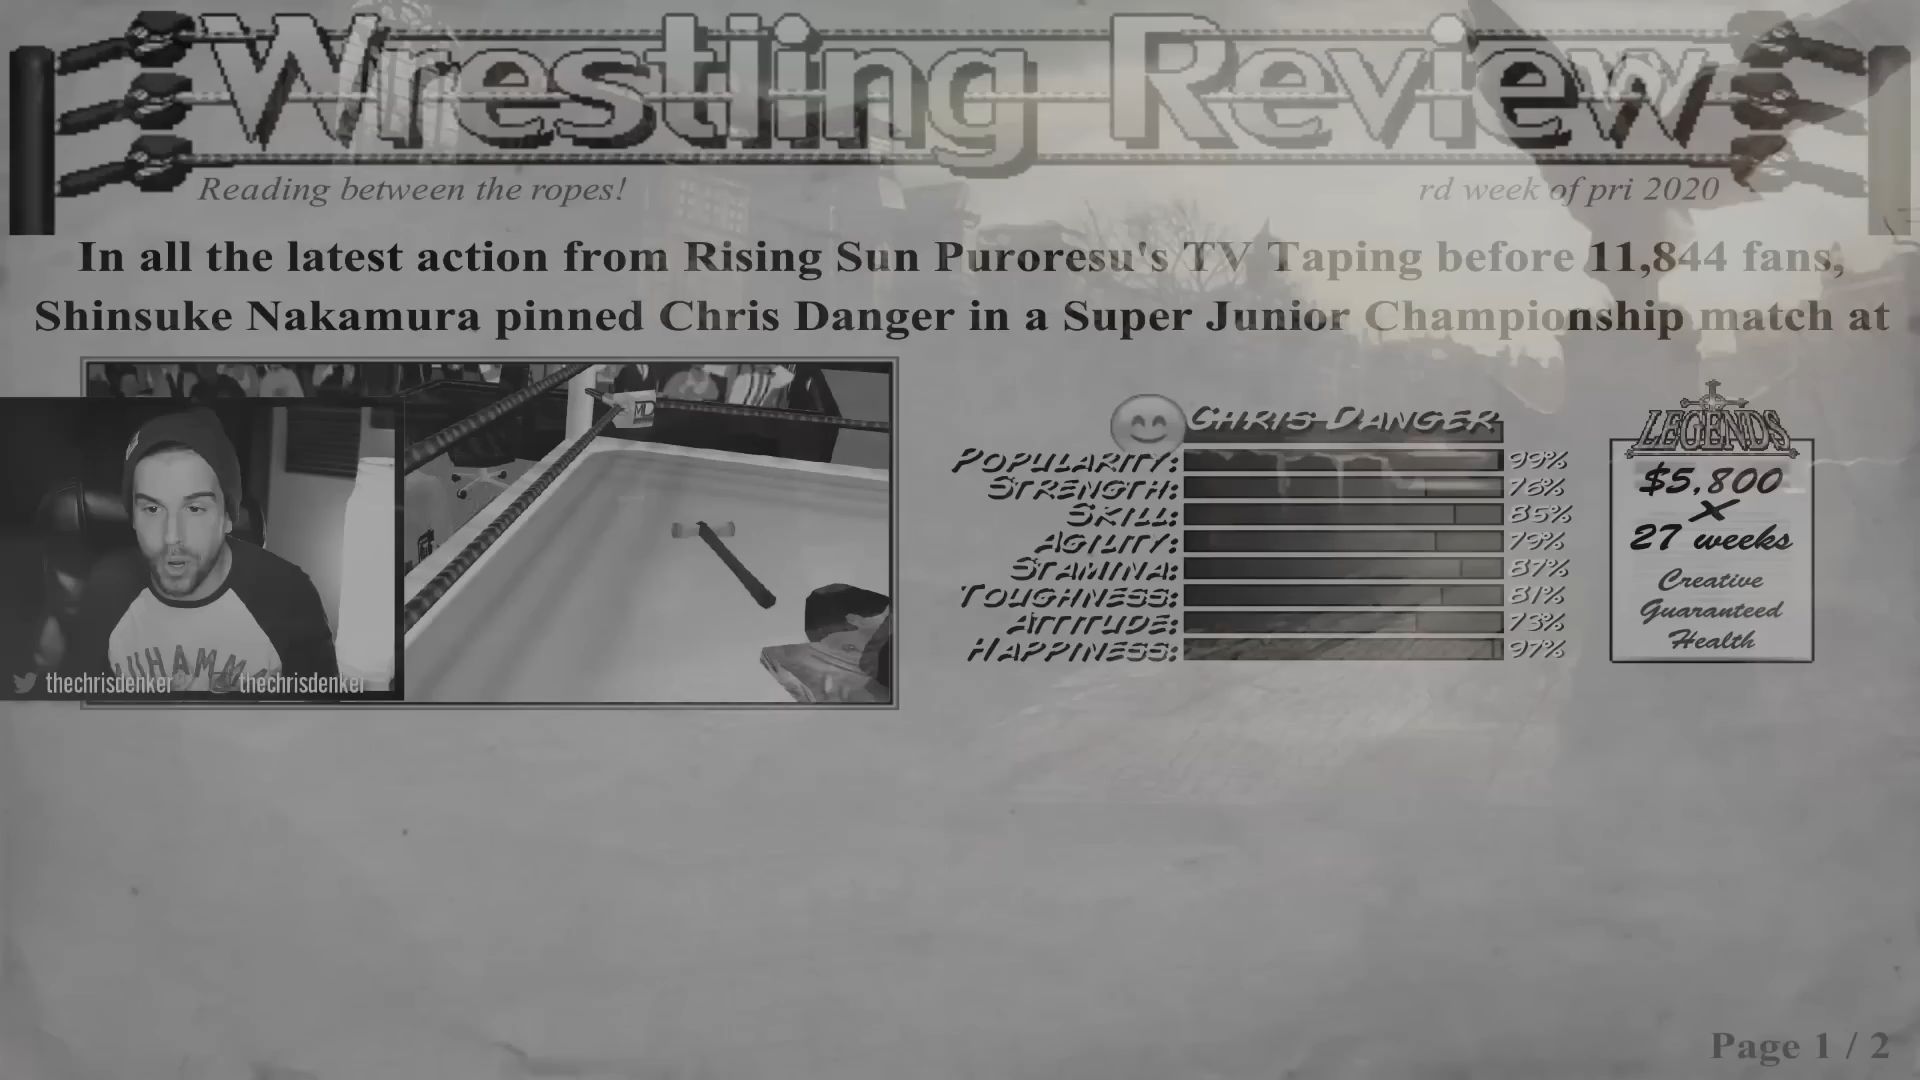 Wrestling Review
Reading between the ropes!
rd week of pri 2020
In all the latest action from Rising Sun Puroresu's TV Taping before 11,844 fans,
Shinsuke Nakamura pinned Chris Danger in a Super Junior Championship match at
CHRIS DANGER
POPULARITY: 99%
STRENGTH: 76%
SKILL: 85%
AGILITY: 79%
STAMINA: 87%
TOUGHNESS: 81%
ATTITUDE: 73%
HAPPINESS: 97%
LEGENDS
$5,800
X
27 weeks
Creative
Guaranteed
Health
thechrisdenker thechrisdenker
Page 1 / 2